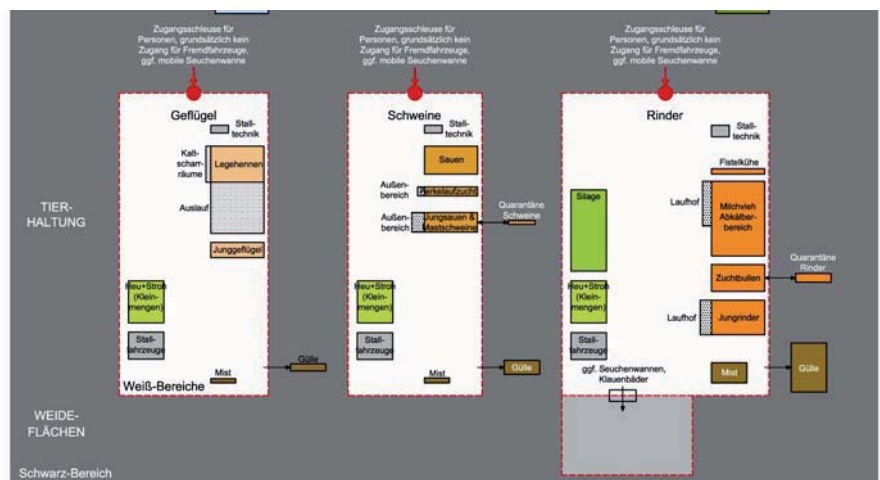 Zugangsschleuse für
Personen, grundsätzlich kein
Zugang für Fremdfahrzeuge,
ggf. mobile Seuchenwanne
Zugangsschleuse für
Personen, grundsätzlich kein
Zugang für Fremdfahrzeuge,
ggf. mobile Seuchenwanne
Zugangsschleuse für
Personen, grundsätzlich kein
Zugang für Fremdfahrzeuge,
ggf. mobile Seuchenwanne
TIER-
HALTUNG
Geflügel
Stall-
technik
Kalt-
scharr-
räume
Legehennen
Auslauf
Junggeflügel
Heu+Stroh
(Klein-
mengen)
Stall-
fahrzeuge
Mist
Gülle
Weiß-Bereiche
Schweine
Stall-
technik
Sauen
Außen-
bereich
Ferkelaufzucht
Außen-
bereich
Jungsauen &
Mastschweine
Quarantäne
Schweine
Heu+Stroh
(Klein-
mengen)
Stall-
fahrzeuge
Mist
Gülle
Rinder
Stall-
technik
Fistelkühe
Silage
Laufhof
Milchvieh
Abkälber-
bereich
Quarantäne
Rinder
Zuchtbullen
Heu+Stroh
(Klein-
mengen)
Laufhof
Jungrinder
Stall-
fahrzeuge
Mist
Gülle
ggf. Seuchenwannen,
Klauenbäder
WEIDE-
FLÄCHEN
Schwarz-Bereich